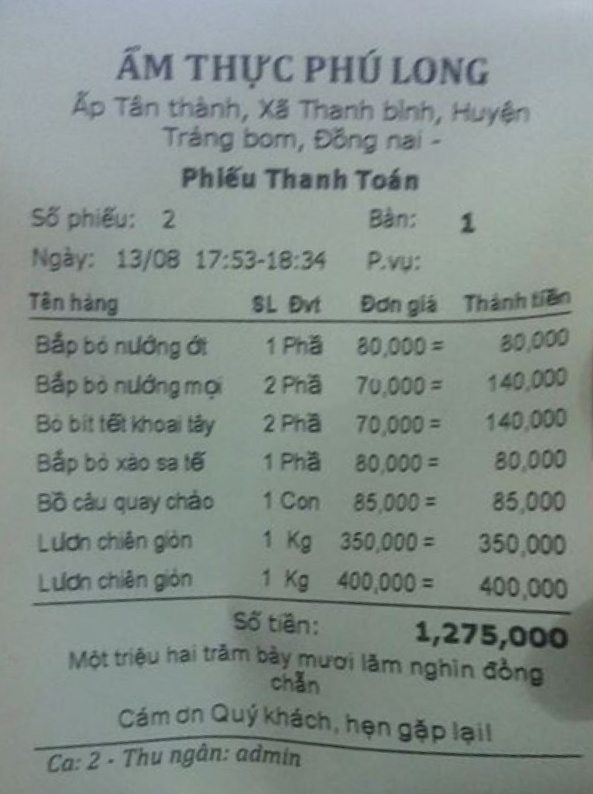 ẨM THỰC PHÚ LONG
Ấp Tân thành, Xã Thanh bình, Huyện
Trảng bom, Đồng nai -
Phiếu Thanh Toán
Số phiếu: 2 Bàn: 1
Ngày: 13/08 17:53-18:34 P.vụ:
Tên hàng SL Đvt Đơn giá Thành tiền
Bắp bò nướng ớt 1 Phầ 80,000 = 80,000
Bắp bò nướng mọi 2 Phầ 70,000 = 140,000
Bò bít tết khoai tây 2 Phầ 70,000 = 140,000
Bắp bò xào sa tế 1 Phầ 80,000 = 80,000
Bồ câu quay chảo 1 Con 85,000 = 85,000
Lươn chiên giòn 1 Kg 350,000 = 350,000
Lươn chiên giòn 1 Kg 400,000 = 400,000
Số tiền: 1,275,000
Một triệu hai trăm bảy mươi lăm nghìn đồng
chẵn
Cám ơn Quý khách, hẹn gặp lại!
Ca: 2 - Thu ngân: admin